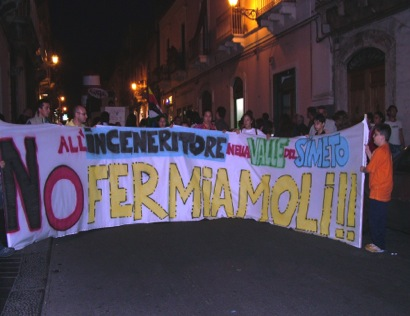 NO ALL'INCENERITORE NELLA VALLE DEL SIMETO
FERMIAMOLI!!